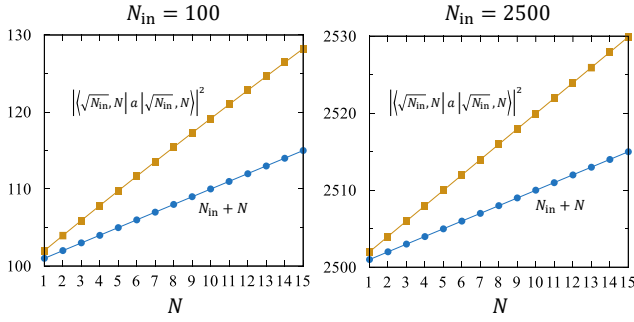 N_in = 100
130
120
110
100
|⟨√N_in, N| a |√N_in, N⟩|²
N_in + N
1 2 3 4 5 6 7 8 9 10 11 12 13 14 15
N
N_in = 2500
2530
2520
2510
2500
|⟨√N_in, N| a |√N_in, N⟩|²
N_in + N
1 2 3 4 5 6 7 8 9 10 11 12 13 14 15
N